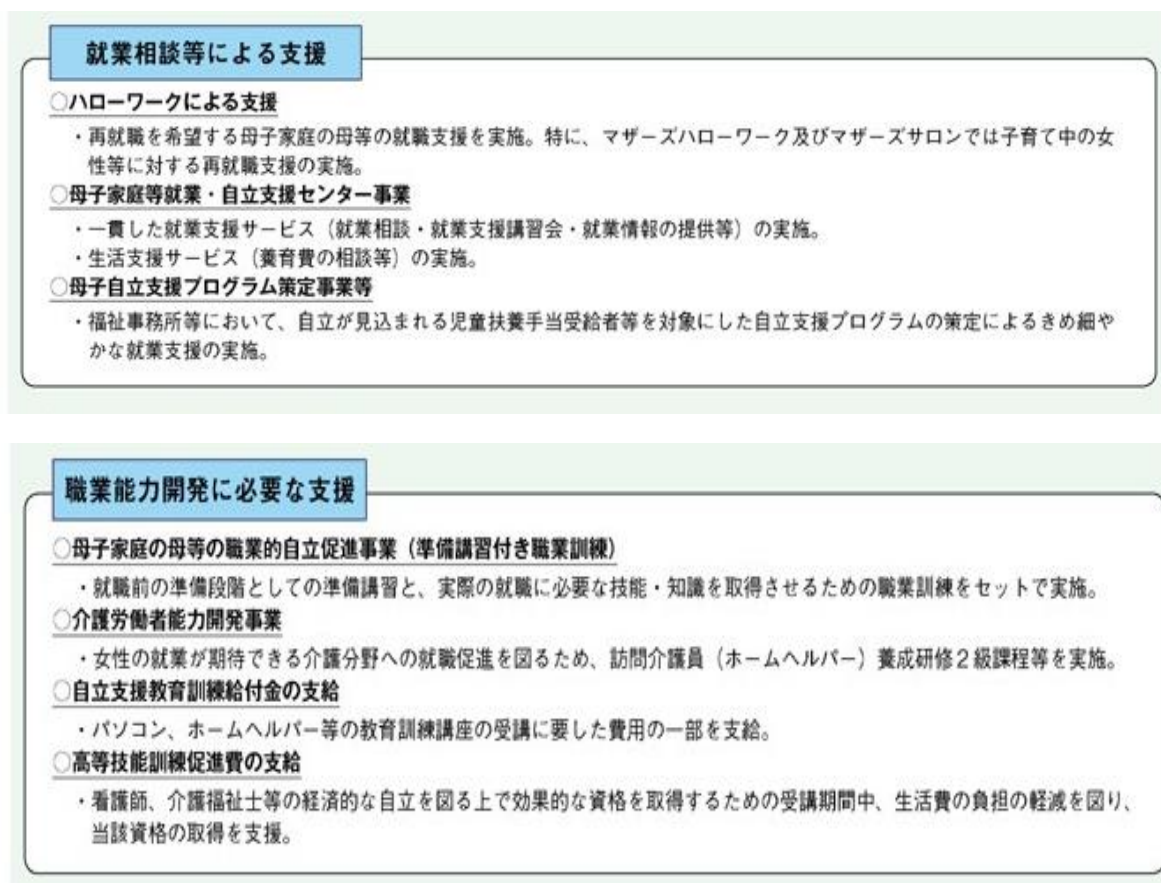 就業相談等による支援
○ハローワークによる支援
・再就職を希望する母子家庭の母等の就職支援を実施。特に、マザーズハローワーク及びマザーズサロンでは子育て中の女
性等に対する再就職支援の実施。
○母子家庭等就業・自立支援センター事業
・一貫した就業支援サービス（就業相談・就業支援講習会・就業情報の提供等）の実施。
・生活支援サービス（養育費の相談等）の実施。
○母子自立支援プログラム策定事業等
・福祉事務所等において、自立が見込まれる児童扶養手当受給者等を対象にした自立支援プログラムの策定によるきめ細や
かな就業支援の実施。
職業能力開発に必要な支援
○母子家庭の母等の職業的自立促進事業（準備講習付き職業訓練）
・就職前の準備段階としての準備講習と、実際の就職に必要な技能・知識を取得させるための職業訓練をセットで実施。
○介護労働者能力開発事業
・女性の就業が期待できる介護分野への就職促進を図るため、訪問介護員（ホームヘルパー）養成研修２級課程等を実施。
○自立支援教育訓練給付金の支給
・パソコン、ホームヘルパー等の教育訓練講座の受講に要した費用の一部を支給。
○高等技能訓練促進費の支給
・看護師、介護福祉士等の経済的な自立を図る上で効果的な資格を取得するための受講期間中、生活費の負担の軽減を図り、
当該資格の取得を支援。